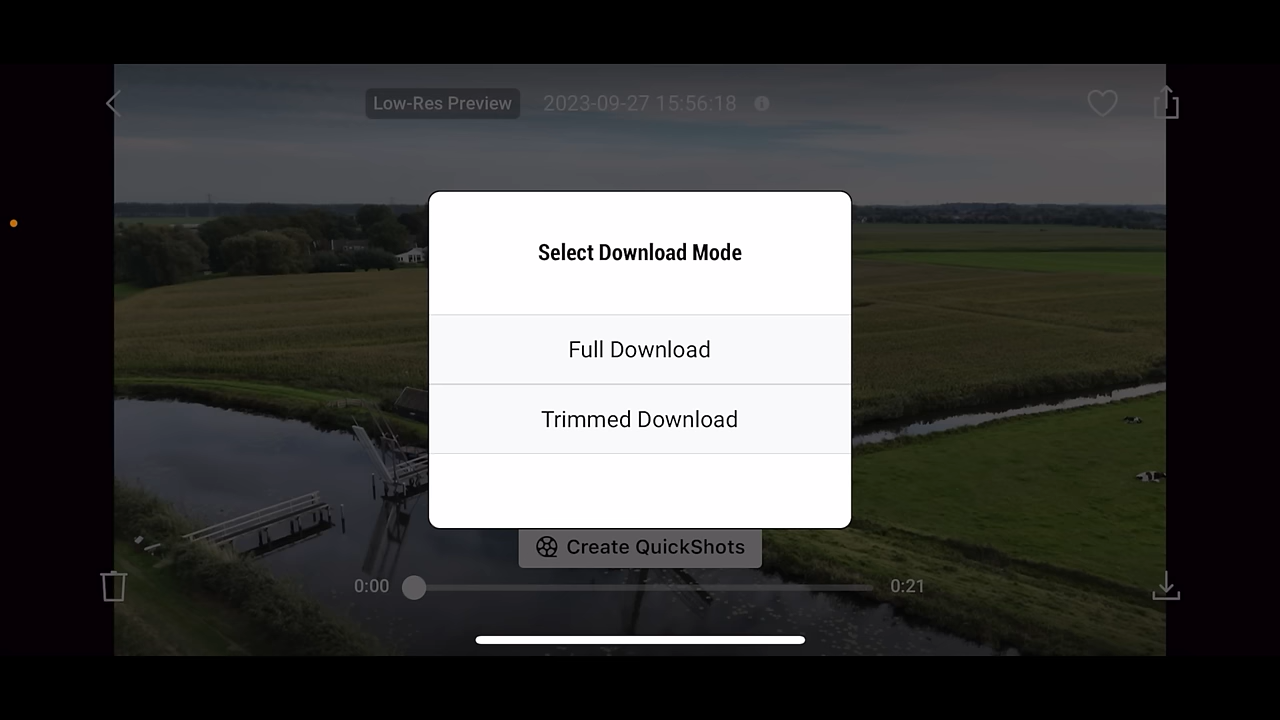 Low-Res Preview 2023-09-27 15:56:18
Select Download Mode
Full Download
Trimmed Download
Create QuickShots
0:00 0:21